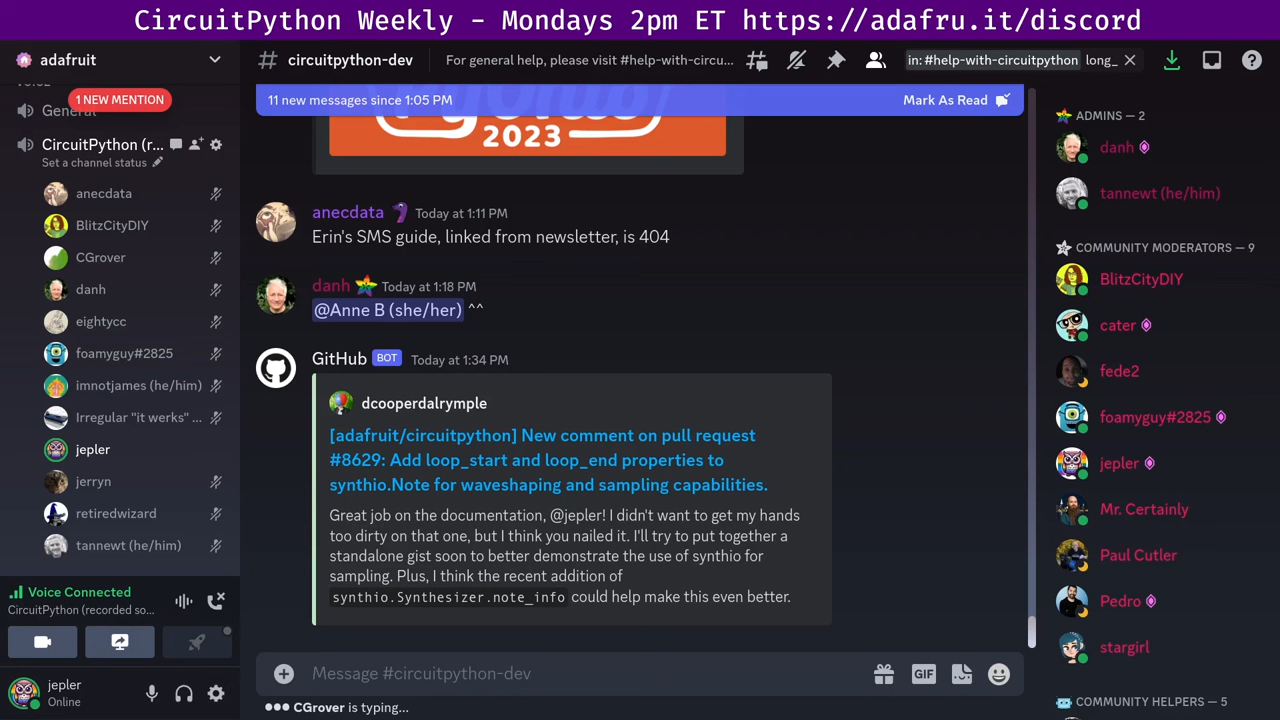 CircuitPython Weekly - Mondays 2pm ET https://adafru.it/discord
adafruit
1 NEW MENTION
General
CircuitPython (r...
Set a channel status
anecdata
BlitzCityDIY
CGrover
danh
eightycc
foamyguy#2825
imnotjames (he/him)
Irregular "it werks" ...
jepler
jerryn
retiredwizard
tannewt (he/him)
Voice Connected
CircuitPython (recorded so...
jepler
Online
# circuitpython-dev
For general help, please visit #help-with-circu...
in: #help-with-circuitpython long_
11 new messages since 1:05 PM
Mark As Read
2023
anecdata Today at 1:11 PM
Erin's SMS guide, linked from newsletter, is 404
danh Today at 1:18 PM
@Anne B (she/her) ^^
GitHub BOT Today at 1:34 PM
dcooperdalrymple
[adafruit/circuitpython] New comment on pull request
#8629: Add loop_start and loop_end properties to
synthio.Note for waveshaping and sampling capabilities.
Great job on the documentation, @jepler! I didn't want to get my hands
too dirty on that one, but I think you nailed it. I'll try to put together a
standalone gist soon to better demonstrate the use of synthio for
sampling. Plus, I think the recent addition of
synthio.Synthesizer.note_info could help make this even better.
Message #circuitpython-dev
GIF
CGrover is typing...
ADMINS — 2
danh
tannewt (he/him)
COMMUNITY MODERATORS — 9
BlitzCityDIY
cater
fede2
foamyguy#2825
jepler
Mr. Certainly
Paul Cutler
Pedro
stargirl
COMMUNITY HELPERS — 5